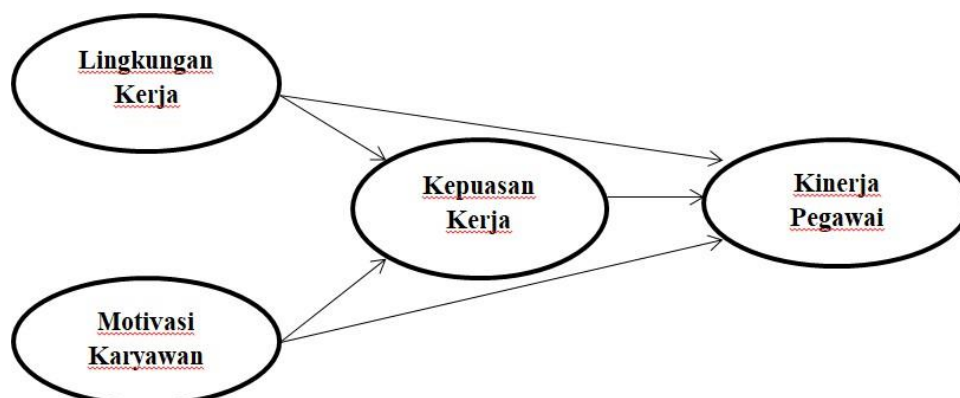 Lingkungan
Kerja
Kepuasan
Kerja
Kinerja
Pegawai
Motivasi
Karyawan